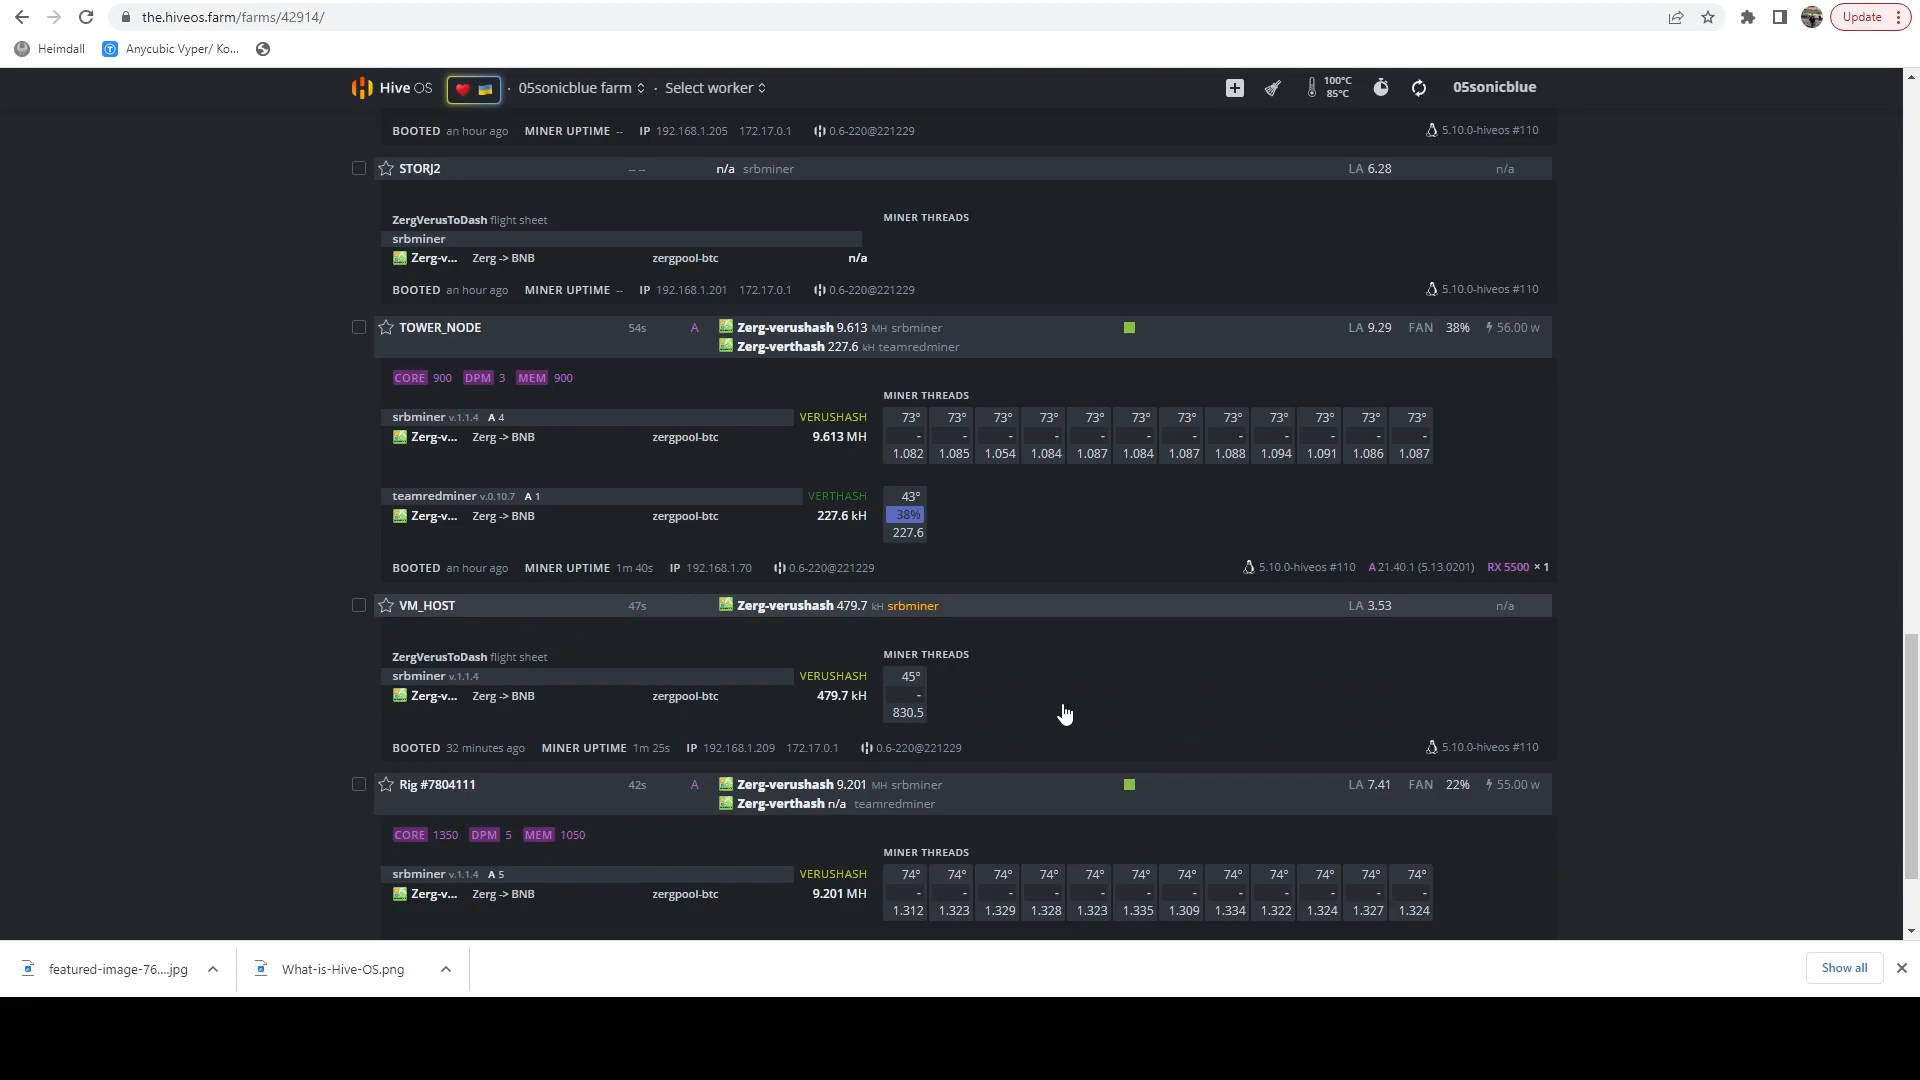 the.hiveos.farm/farms/42914/ Update
Heimdall Anycubic Vyper/ Ko...
Hive OS · 05sonicblue farm · Select worker 100°C 85°C 05sonicblue
BOOTED an hour ago MINER UPTIME -- IP 192.168.1.205 172.17.0.1 0.6-220@221229 5.10.0-hiveos #110
STORJ2 -- -- n/a srbminer LA 6.28 n/a
ZergVerusToDash flight sheet MINER THREADS
srbminer
Zerg-v... Zerg -> BNB zergpool-btc n/a
BOOTED an hour ago MINER UPTIME -- IP 192.168.1.201 172.17.0.1 0.6-220@221229 5.10.0-hiveos #110
TOWER_NODE 54s A Zerg-verushash 9.613 MH srbminer LA 9.29 FAN 38% 56.00 w
Zerg-verthash 227.6 kH teamredminer
CORE 900 DPM 3 MEM 900
MINER THREADS
srbminer v.1.1.4 A 4 VERUSHASH 73° 73° 73° 73° 73° 73° 73° 73° 73° 73° 73° 73°
Zerg-v... Zerg -> BNB zergpool-btc 9.613 MH - - - - - - - - - - - -
1.082 1.085 1.054 1.084 1.087 1.084 1.087 1.088 1.094 1.091 1.086 1.087
teamredminer v.0.10.7 A 1 VERTHASH 43°
Zerg-v... Zerg -> BNB zergpool-btc 227.6 kH 38%
227.6
BOOTED an hour ago MINER UPTIME 1m 40s IP 192.168.1.70 0.6-220@221229 5.10.0-hiveos #110 A 21.40.1 (5.13.0201) RX 5500 × 1
VM_HOST 47s Zerg-verushash 479.7 kH srbminer LA 3.53 n/a
ZergVerusToDash flight sheet MINER THREADS
srbminer v.1.1.4 VERUSHASH 45°
Zerg-v... Zerg -> BNB zergpool-btc 479.7 kH -
830.5
BOOTED 32 minutes ago MINER UPTIME 1m 25s IP 192.168.1.209 172.17.0.1 0.6-220@221229 5.10.0-hiveos #110
Rig #7804111 42s A Zerg-verushash 9.201 MH srbminer LA 7.41 FAN 22% 55.00 w
Zerg-verthash n/a teamredminer
CORE 1350 DPM 5 MEM 1050
MINER THREADS
srbminer v.1.1.4 A 5 VERUSHASH 74° 74° 74° 74° 74° 74° 74° 74° 74° 74° 74° 74°
Zerg-v... Zerg -> BNB zergpool-btc 9.201 MH - - - - - - - - - - - -
1.312 1.323 1.329 1.328 1.323 1.335 1.309 1.334 1.322 1.324 1.327 1.324
featured-image-76....jpg What-is-Hive-OS.png Show all